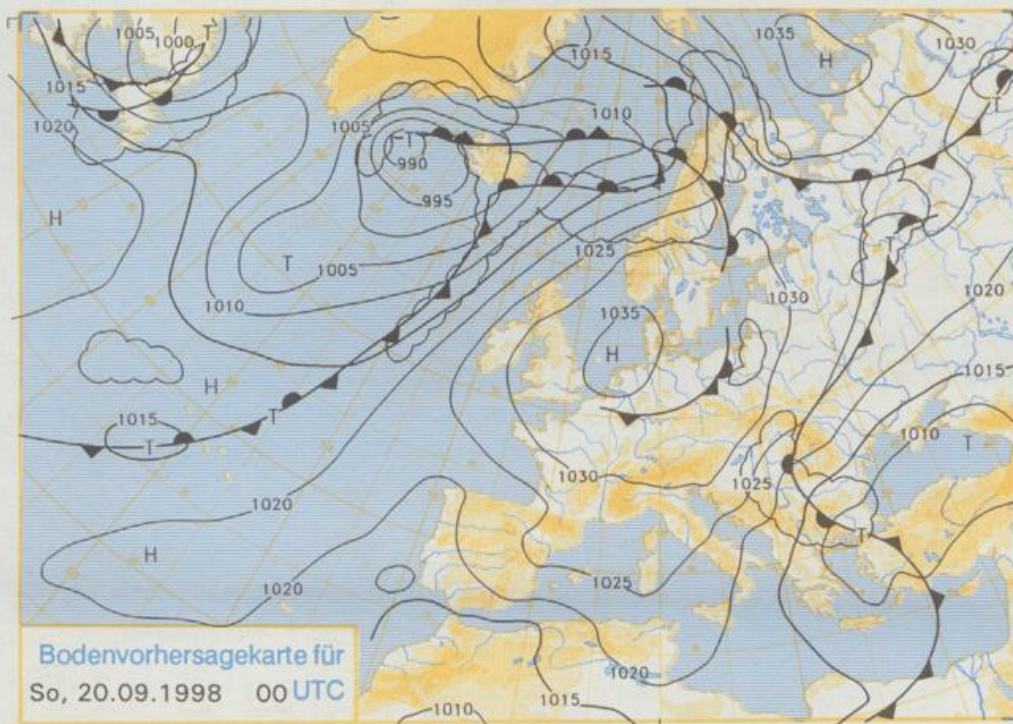 1005 1000 T 1015 1035 1030
H
1015
T
1020 1005 1010
T
990
995
H
1025
T 1005 1020
1010 1030
1035
H
1015
H
1015 T 1010
T T
1030 1025
1020
H
T
1020 1025
1020
1015
1010
Bodenvorhersagekarte für
So, 20.09.1998 00 UTC